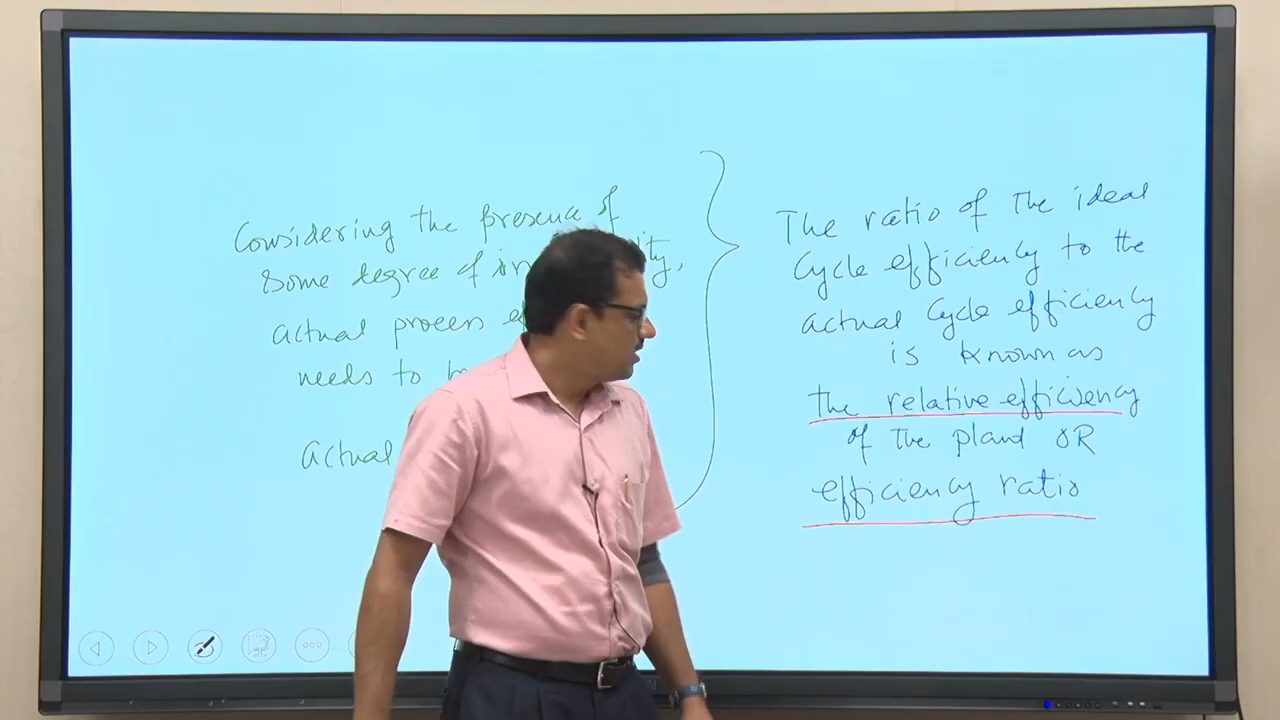 Considering the presence of
some degree of
actual process
needs to
Actual
The ratio of the ideal
Cycle efficiency to the
actual Cycle efficiency
is known as
the relative efficiency
of the plant OR
efficiency ratio